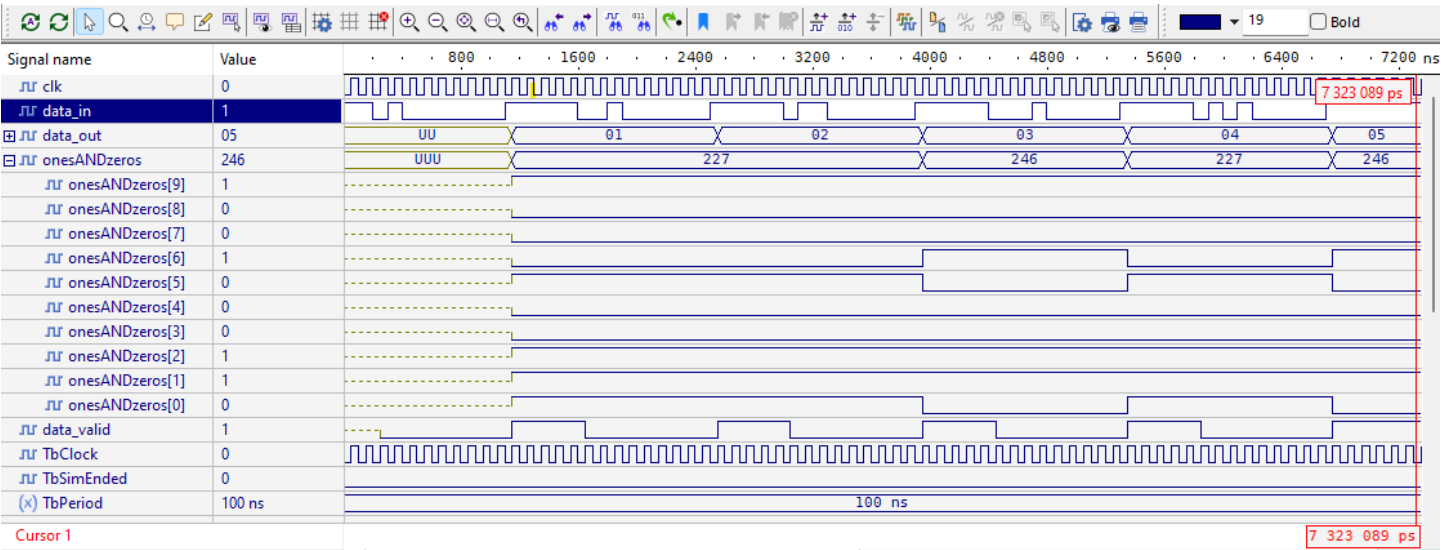 19 Bold
Signal name Value 800 1600 2400 3200 4000 4800 5600 6400 7200 ns
clk 0 7 323 089 ps
data_in 1
data_out 05 UU 01 02 03 04 05
onesANDzeros 246 UUU 227 246 227 246
onesANDzeros[9] 1
onesANDzeros[8] 0
onesANDzeros[7] 0
onesANDzeros[6] 1
onesANDzeros[5] 0
onesANDzeros[4] 0
onesANDzeros[3] 0
onesANDzeros[2] 1
onesANDzeros[1] 1
onesANDzeros[0] 0
data_valid 1
TbClock 0
TbSimEnded 0
(x) TbPeriod 100 ns 100 ns
Cursor 1 7 323 089 ps